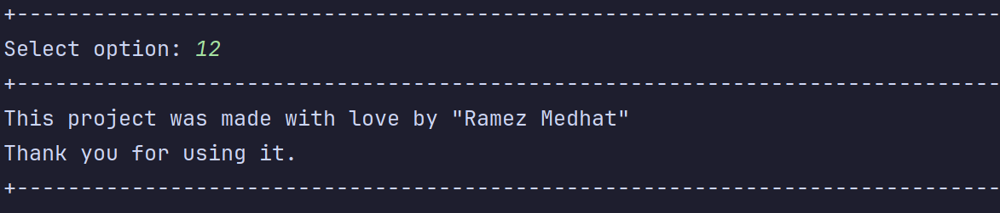 +-----------------------------------------------------------------------------
Select option: 12
+-----------------------------------------------------------------------------
This project was made with love by "Ramez Medhat"
Thank you for using it.
+-----------------------------------------------------------------------------